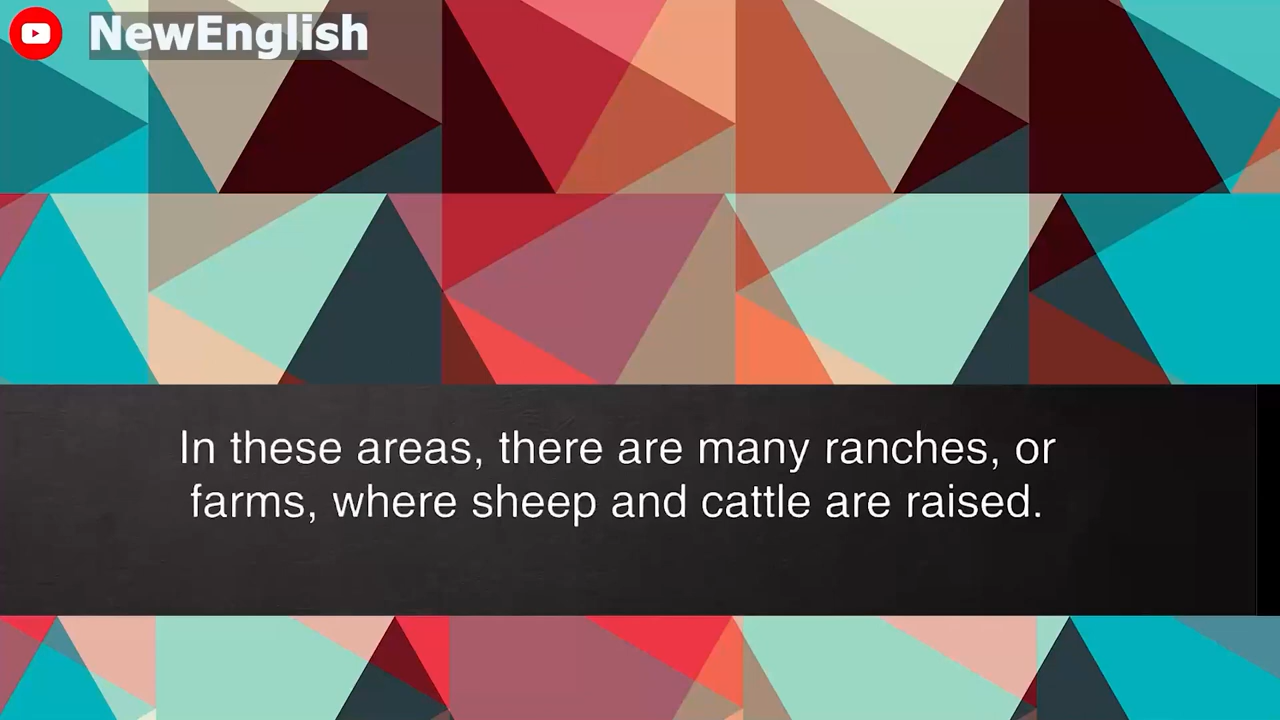 NewEnglish
In these areas, there are many ranches, or
farms, where sheep and cattle are raised.